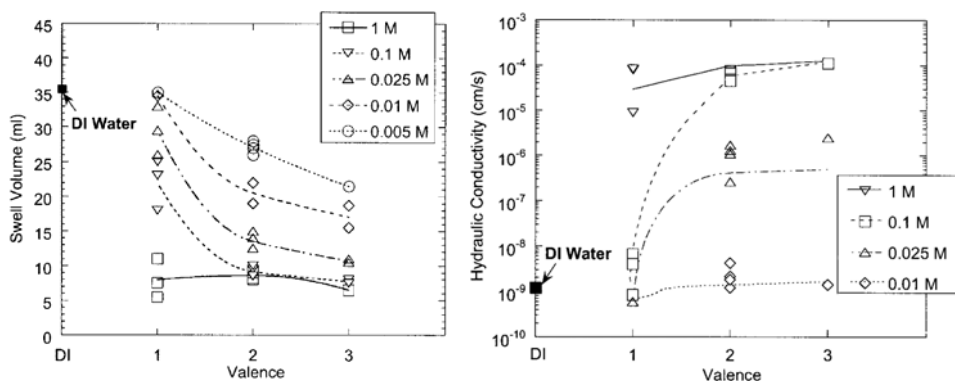 45
40
35
30
25
20
15
10
5
0
Swell Volume (ml)
DI Water
1 M
0.1 M
0.025 M
0.01 M
0.005 M
DI 1 2 3
Valence
10⁻³
10⁻⁴
10⁻⁵
10⁻⁶
10⁻⁷
10⁻⁸
10⁻⁹
10⁻¹⁰
Hydraulic Conductivity (cm/s)
DI Water
1 M
0.1 M
0.025 M
0.01 M
DI 1 2 3
Valence